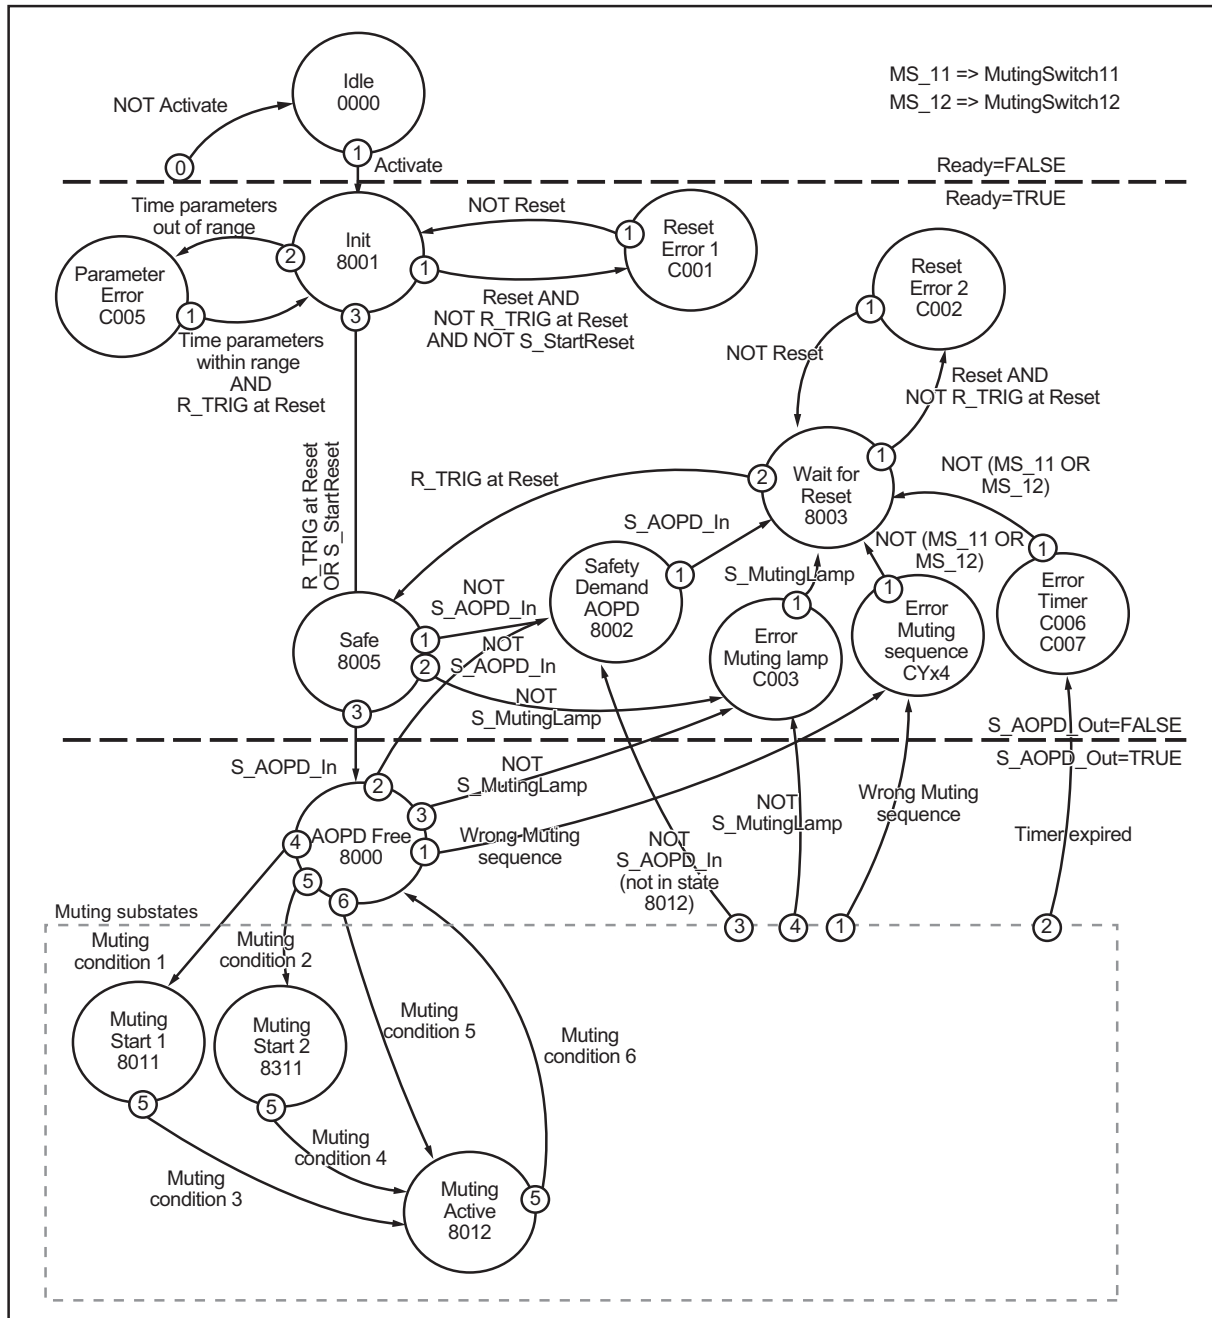 Idle
0000
MS_11 => MutingSwitch11
MS_12 => MutingSwitch12
NOT Activate
0
1
Activate
Ready=FALSE
Ready=TRUE
Time parameters
out of range
NOT Reset
Init
8001
2
1
1
Reset
Error 1
C001
Parameter
Error
C005
1
3
Reset AND
NOT R_TRIG at Reset
AND NOT S_StartReset
Reset
Error 2
C002
1
Time parameters
within range
AND
R_TRIG at Reset
NOT Reset
Reset AND
NOT R_TRIG at Reset
R_TRIG at Reset
OR S_StartReset
R_TRIG at Reset
2
Wait for
Reset
8003
1
NOT (MS_11 OR
MS_12)
S_AOPD_In
NOT (MS_11 OR
MS_12)
Safety
Demand
AOPD
8002
1
S_MutingLamp
1
1
1
Error
Timer
C006
C007
Safe
8005
1
2
3
NOT
S_AOPD_In
NOT
S_AOPD_In
NOT
S_MutingLamp
Error
Muting lamp
C003
Error
Muting
sequence
CYx4
S_AOPD_Out=FALSE
S_AOPD_Out=TRUE
S_AOPD_In
2
NOT
S_MutingLamp
3
AOPD Free
8000
4
1
5
6
Wrong Muting
sequence
NOT
S_AOPD_In
(not in state
8012)
NOT
S_MutingLamp
Wrong Muting
sequence
Timer expired
Muting substates
3
4
1
2
Muting
condition 1
Muting
condition 2
Muting
Start 1
8011
Muting
Start 2
8311
Muting
condition 5
Muting
condition 6
5
5
Muting
condition 3
Muting
condition 4
Muting
Active
8012
5